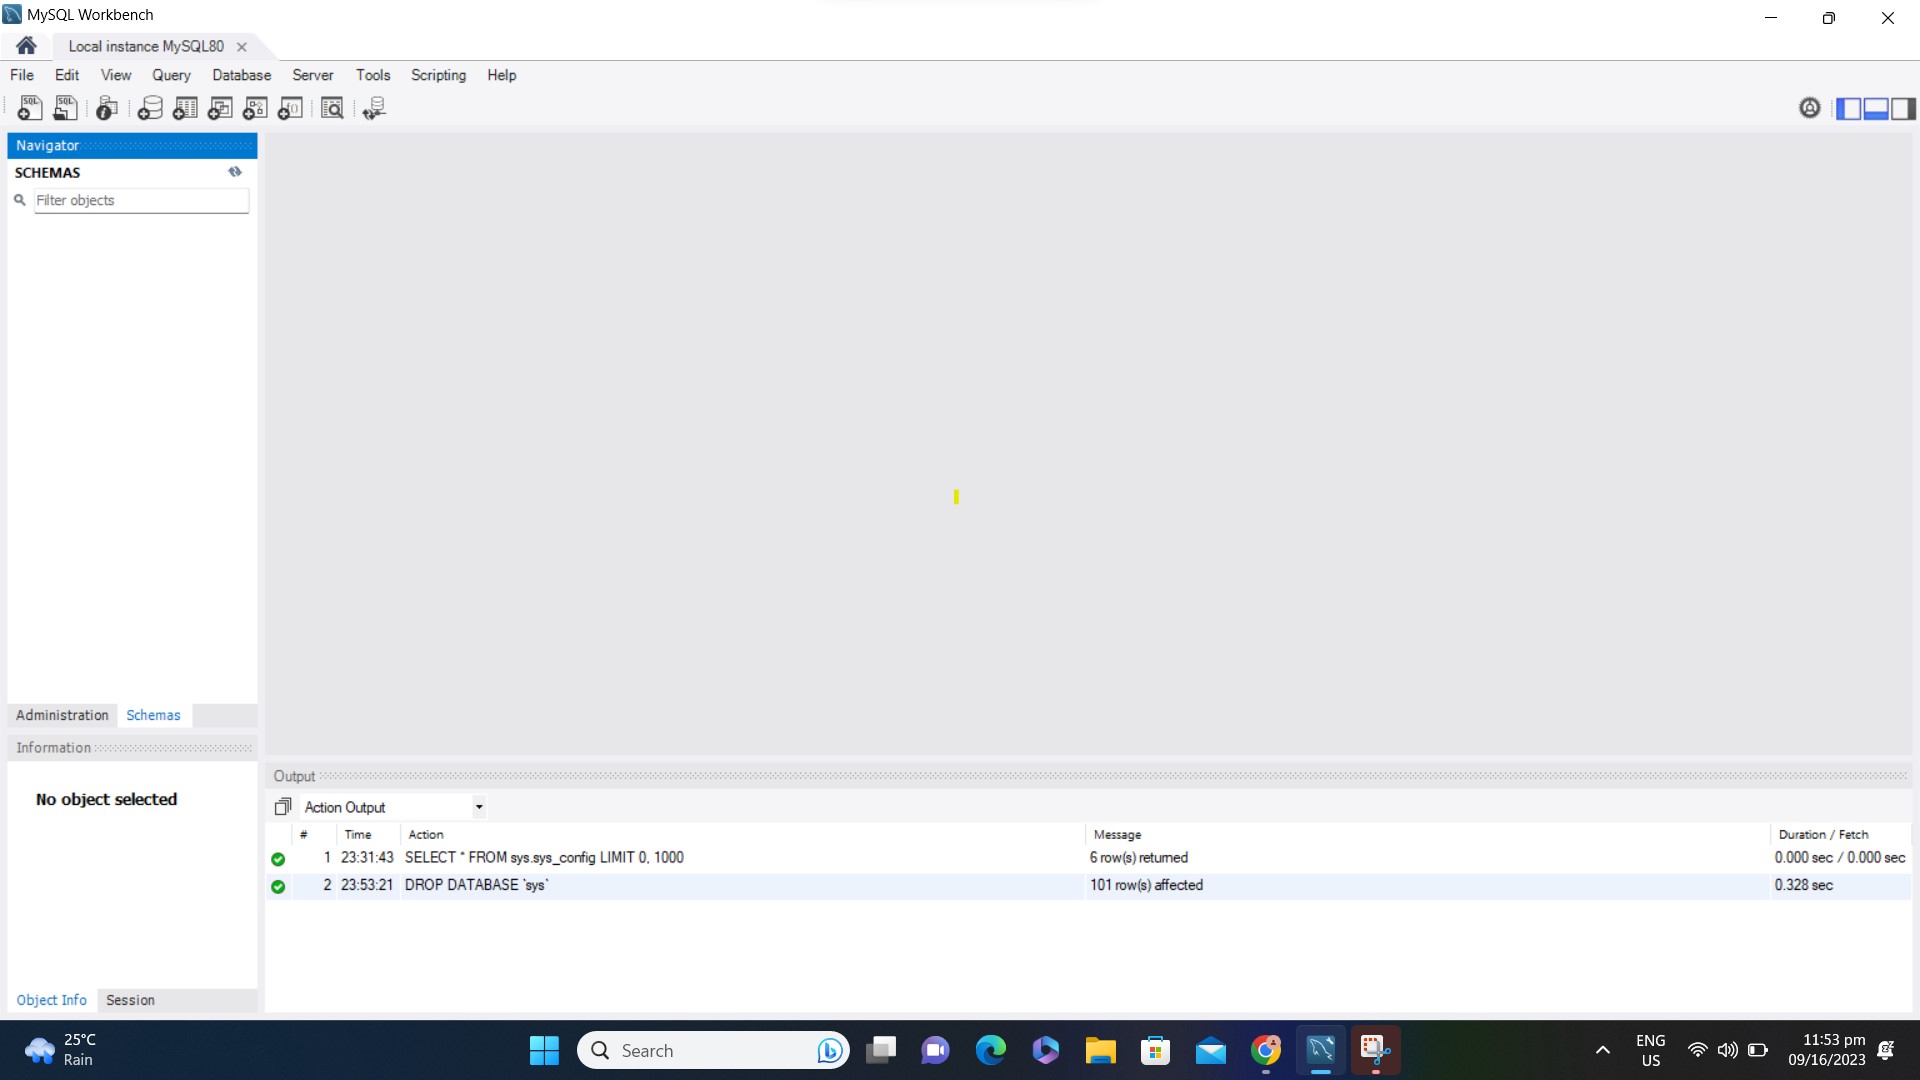 MySQL Workbench
Local instance MySQL80
File Edit View Query Database Server Tools Scripting Help
Navigator
SCHEMAS
Filter objects
Administration Schemas
Information
No object selected
Object Info Session
Output
Action Output
# Time Action Message Duration / Fetch
1 23:31:43 SELECT * FROM sys.sys_config LIMIT 0, 1000 6 row(s) returned 0.000 sec / 0.000 sec
2 23:53:21 DROP DATABASE `sys` 101 row(s) affected 0.328 sec
25°C
Rain
Search
ENG
US
11:53 pm
09/16/2023